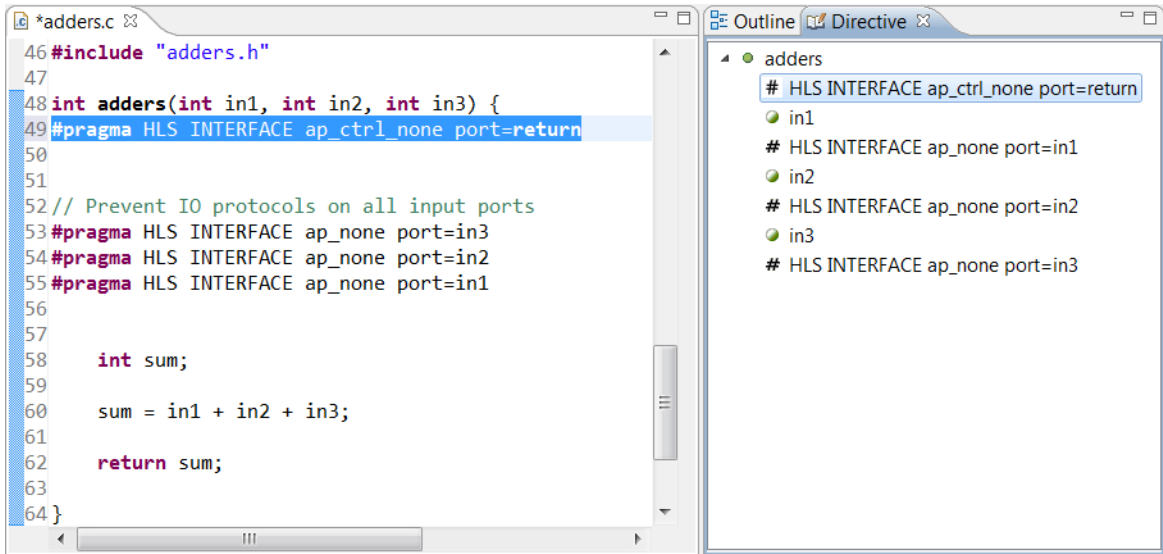 *adders.c
46 #include "adders.h"
47
48 int adders(int in1, int in2, int in3) {
49 #pragma HLS INTERFACE ap_ctrl_none port=return
50
51
52 // Prevent IO protocols on all input ports
53 #pragma HLS INTERFACE ap_none port=in3
54 #pragma HLS INTERFACE ap_none port=in2
55 #pragma HLS INTERFACE ap_none port=in1
56
57
58     int sum;
59
60     sum = in1 + in2 + in3;
61
62     return sum;
63
64 }
Outline Directive
adders
# HLS INTERFACE ap_ctrl_none port=return
in1
# HLS INTERFACE ap_none port=in1
in2
# HLS INTERFACE ap_none port=in2
in3
# HLS INTERFACE ap_none port=in3